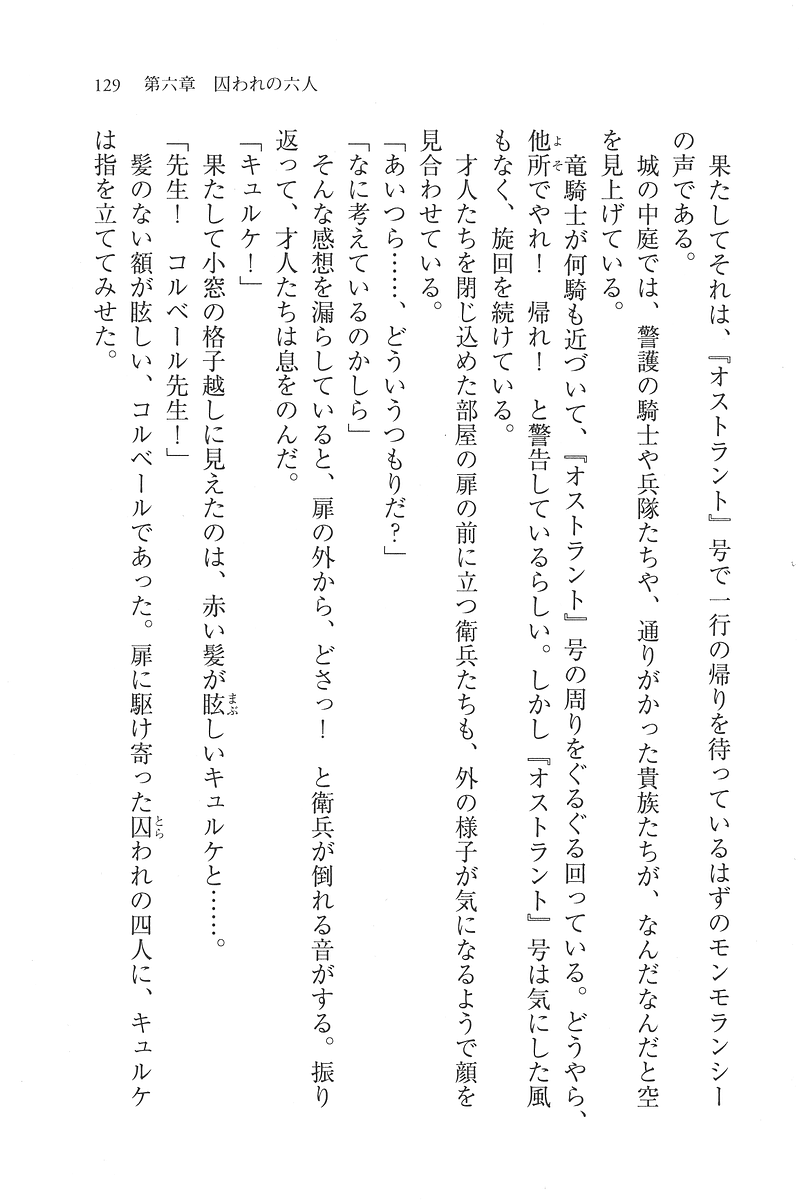 129　第六章　囚われの六人
　果たしてそれは、『オストラント』号で一行の帰りを待っているはずのモンモランシー
の声である。
　城の中庭では、警護の騎士や兵隊たちや、通りがかった貴族たちが、なんだなんだと空
を見上げている。
　竜騎士が何騎も近づいて、『オストラント』号の周りをぐるぐる回っている。どうやら、
他所でやれ！　帰れ！　と警告しているらしい。しかし『オストラント』号は気にした風
もなく、旋回を続けている。
　才人たちを閉じ込めた部屋の扉の前に立つ衛兵たちも、外の様子が気になるようで顔を
見合わせている。
「あいつら……、どういうつもりだ？」
「なに考えているのかしら」
　そんな感想を漏らしていると、扉の外から、どさっ！　と衛兵が倒れる音がする。振り
返って、才人たちは息をのんだ。
「キュルケ！」
　果たして小窓の格子越しに見えたのは、赤い髪が眩しいキュルケと……。
「先生！　コルベール先生！」
　髪のない額が眩しい、コルベールであった。扉に駆け寄った囚われの四人に、キュルケ
は指を立ててみせた。
よそ
まぶ
とら